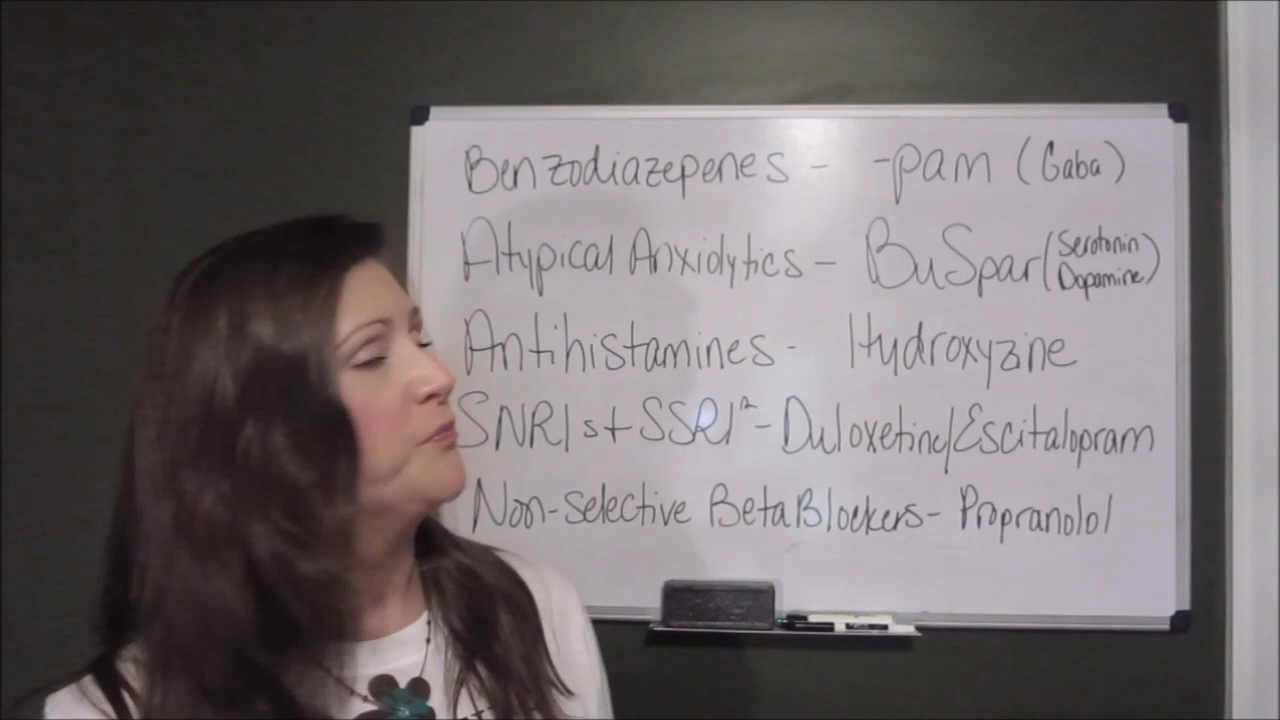 Benzodiazepenes - -pam (Gaba)
Atypical Anxiolytics - BuSpar (Serotonin Dopamine)
Antihistamines - Hydroxyzine
SNRIs + SSRIs - Duloxetine/Escitalopram
Non-selective Beta Blockers - Propranolol